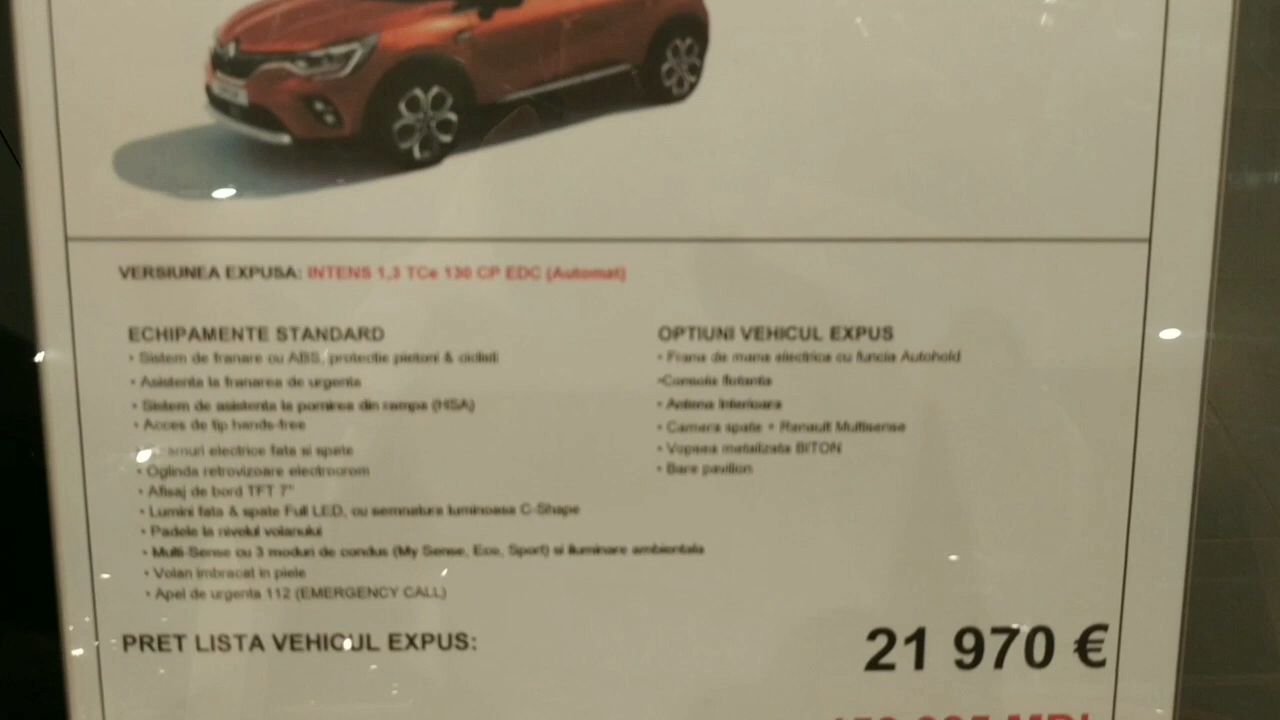 VERSIUNEA EXPUSA: INTENS 1,3 TCe 130 CP EDC (Automat)
ECHIPAMENTE STANDARD
• Sistem de franare cu ABS, protectie pietoni & ciclisti
• Asistenta la franarea de urgenta
• Sistem de asistenta la pornirea din rampa (HSA)
• Acces de tip hands-free
electrice fata si spate
• Oglinda retrovizoare electrocrom
• Afisaj de bord TFT 7"
• Lumini fata & spate Full LED, cu semnatura luminoasa C-Shape
• Padele la nivelul volanului
• Multi-Sense cu 3 moduri de condus (My Sense, Eco, Sport) si iluminare ambientala
• Volan imbracat in piele
• Apel de urgenta 112 (EMERGENCY CALL)
OPTIUNI VEHICUL EXPUS
• Frana de mana electrica cu functia Autohold
•Consola flotanta
• Antena Interioara
• Camera spate + Renault Multisense
• Vopsea metalizata BITON
• Bare pavilion
PRET LISTA VEHICUL EXPUS:
21 970 €